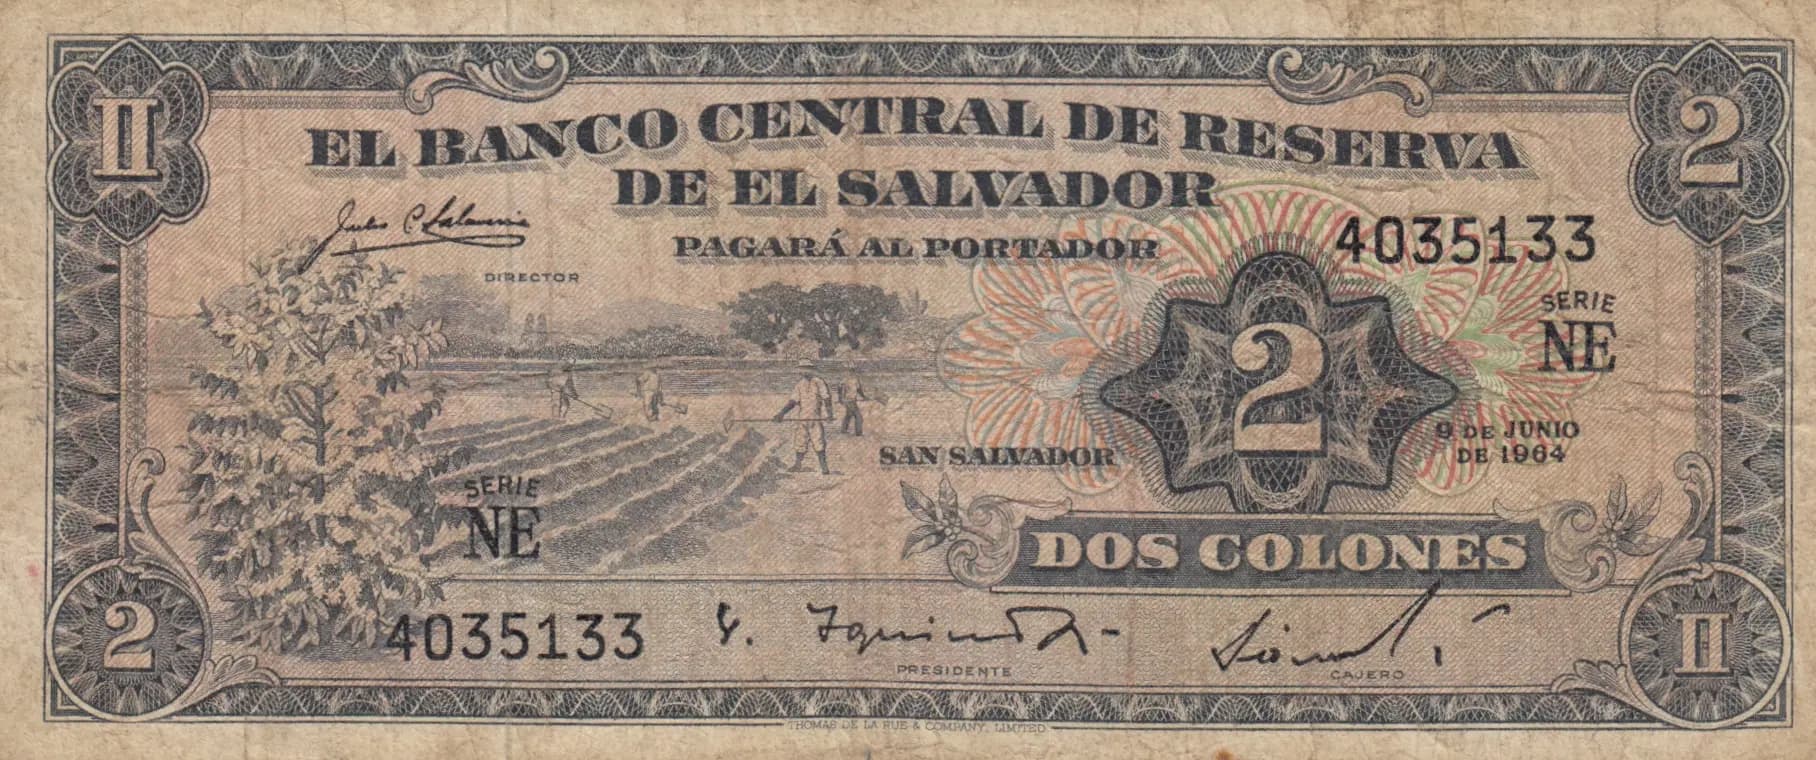 II
2
EL BANCO CENTRAL DE RESERVA
DE EL SALVADOR
PAGARÁ AL PORTADOR
4035133
DIRECTOR
SERIE
NE
2
9 DE JUNIO
DE 1964
SAN SALVADOR
SERIE
NE
DOS COLONES
2
4035133
PRESIDENTE
CAJERO
II
THOMAS DE LA RUE & COMPANY, LIMITED